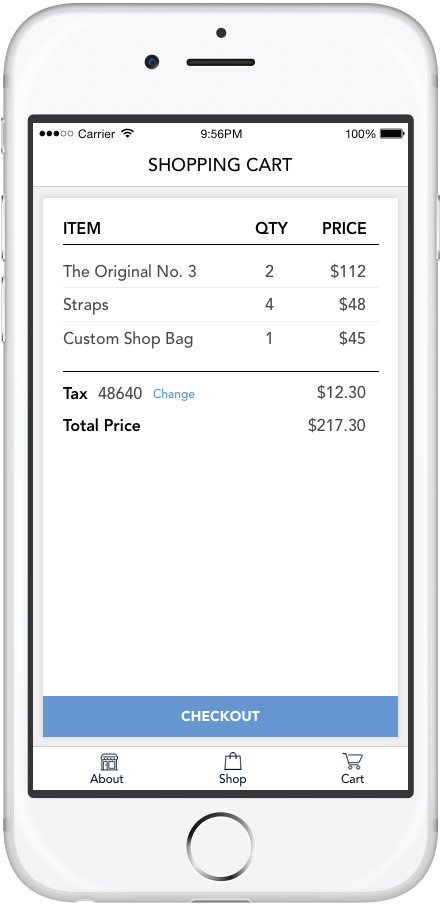 Carrier 9:56PM 100%
SHOPPING CART
ITEM QTY PRICE
The Original No. 3 2 $112
Straps 4 $48
Custom Shop Bag 1 $45
Tax 48640 Change $12.30
Total Price $217.30
CHECKOUT
About Shop Cart